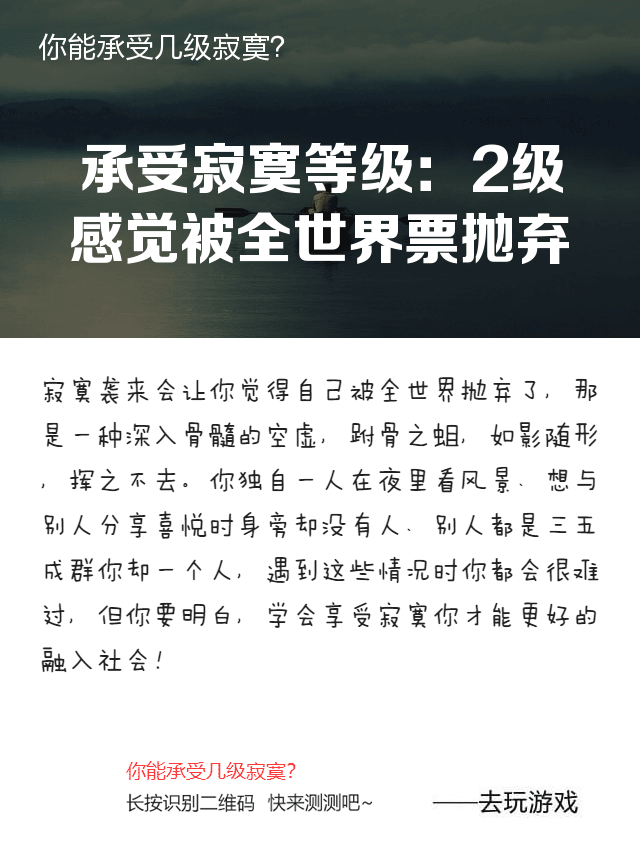 你能承受几级寂寞?
承受寂寞等级：2级
感觉被全世界票抛弃
寂寞袭来会让你觉得自己被全世界抛弃了，那
是一种深入骨髓的空虚，跗骨之蛆，如影随形
，挥之不去。你独自一人在夜里看风景、想与
别人分享喜悦时身旁却没有人、别人都是三五
成群你却一个人，遇到这些情况时你都会很难
过，但你要明白，学会享受寂寞你才能更好的
融入社会！
你能承受几级寂寞?
长按识别二维码 快来测测吧~
——去玩游戏